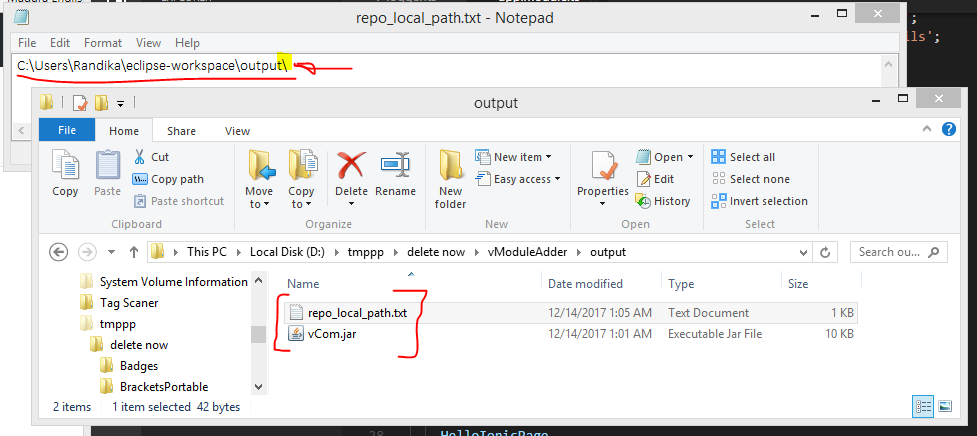 repo_local_path.txt - Notepad
File Edit Format View Help
C:\Users\Randika\eclipse-workspace\output\
lls';
output
File Home Share View
Copy
Paste
Cut
Copy path
Paste shortcut
Clipboard
Move to
Copy to
Delete
Rename
Organize
New folder
New item
Easy access
New
Properties
Open
Edit
History
Open
Select all
Select none
Invert selection
Select
This PC Local Disk (D:) tmppp delete now vModuleAdder output
Search ou...
System Volume Information
Tag Scaner
tmppp
delete now
Badges
BracketsPortable
Name Date modified Type Size
repo_local_path.txt 12/14/2017 1:05 AM Text Document 1 KB
vCom.jar 12/14/2017 1:01 AM Executable Jar File 10 KB
2 items 1 item selected 42 bytes
28 HelloIonicPage